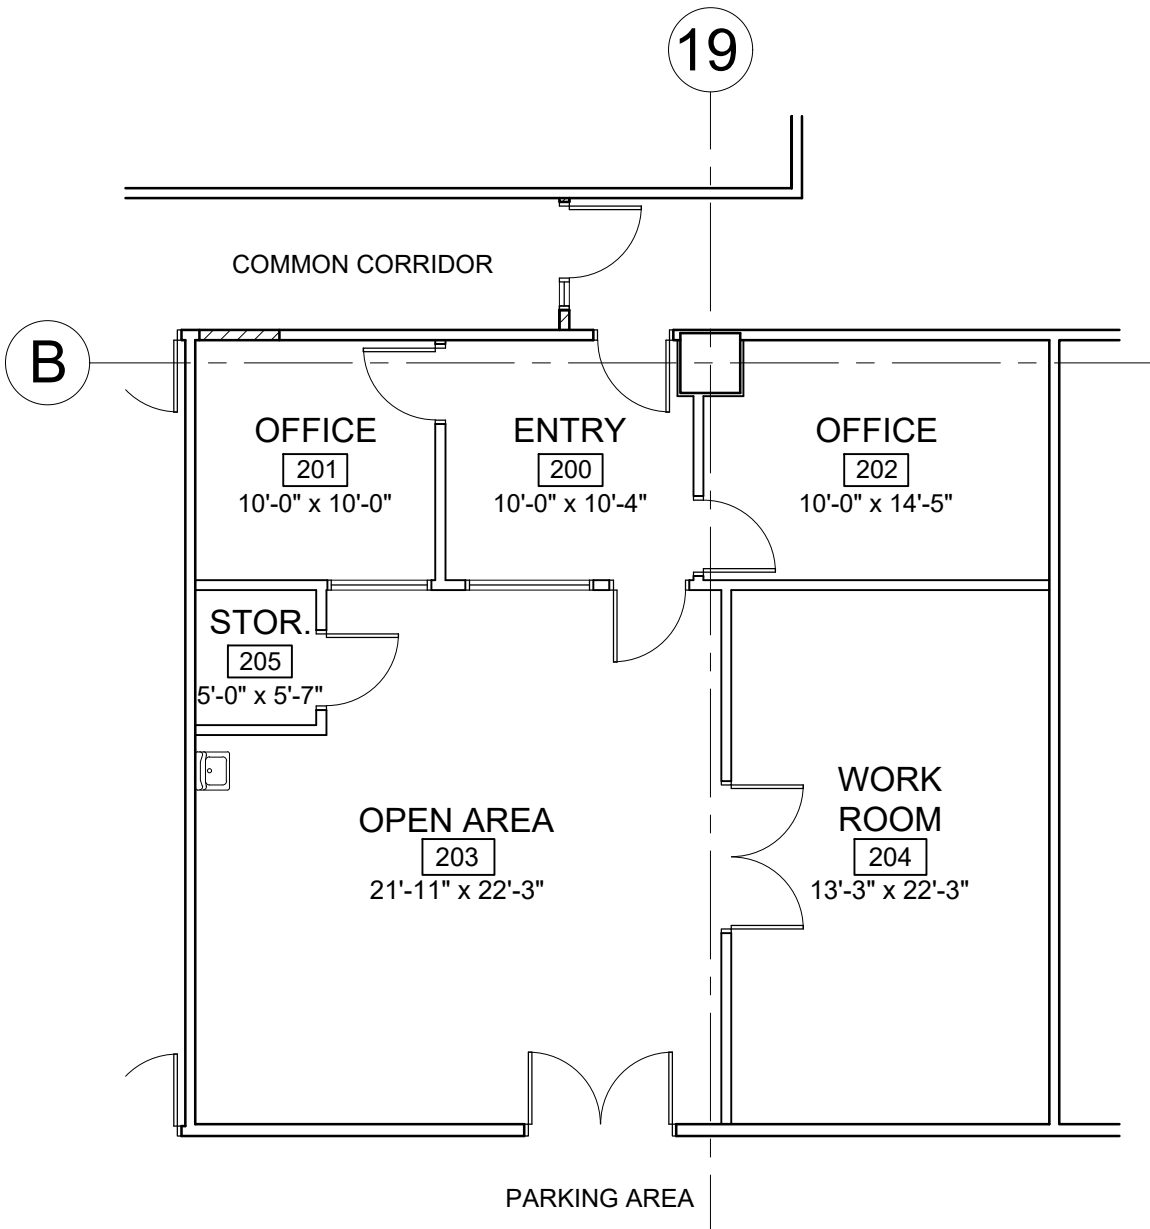 19
COMMON CORRIDOR
B
OFFICE
201
10'-0" x 10'-0"
ENTRY
200
10'-0" x 10'-4"
OFFICE
202
10'-0" x 14'-5"
STOR.
205
5'-0" x 5'-7"
OPEN AREA
203
21'-11" x 22'-3"
WORK
ROOM
204
13'-3" x 22'-3"
PARKING AREA